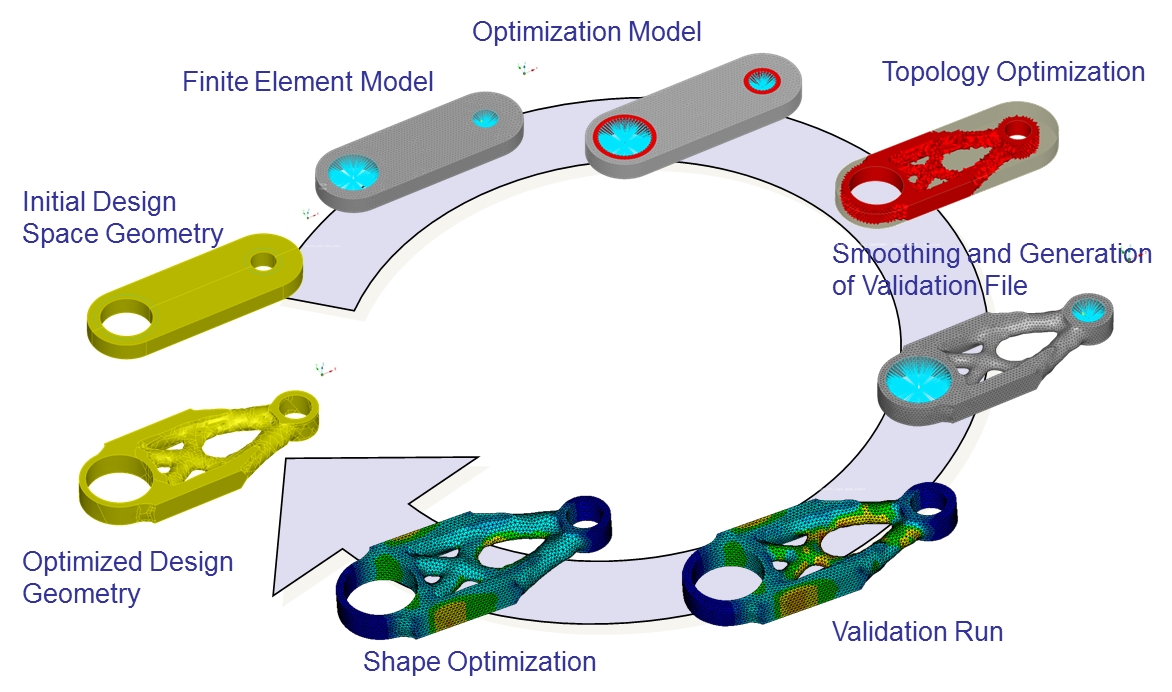 Optimization Model
Finite Element Model
Topology Optimization
Initial Design
Space Geometry
Smoothing and Generation
of Validation File
Optimized Design
Geometry
Validation Run
Shape Optimization